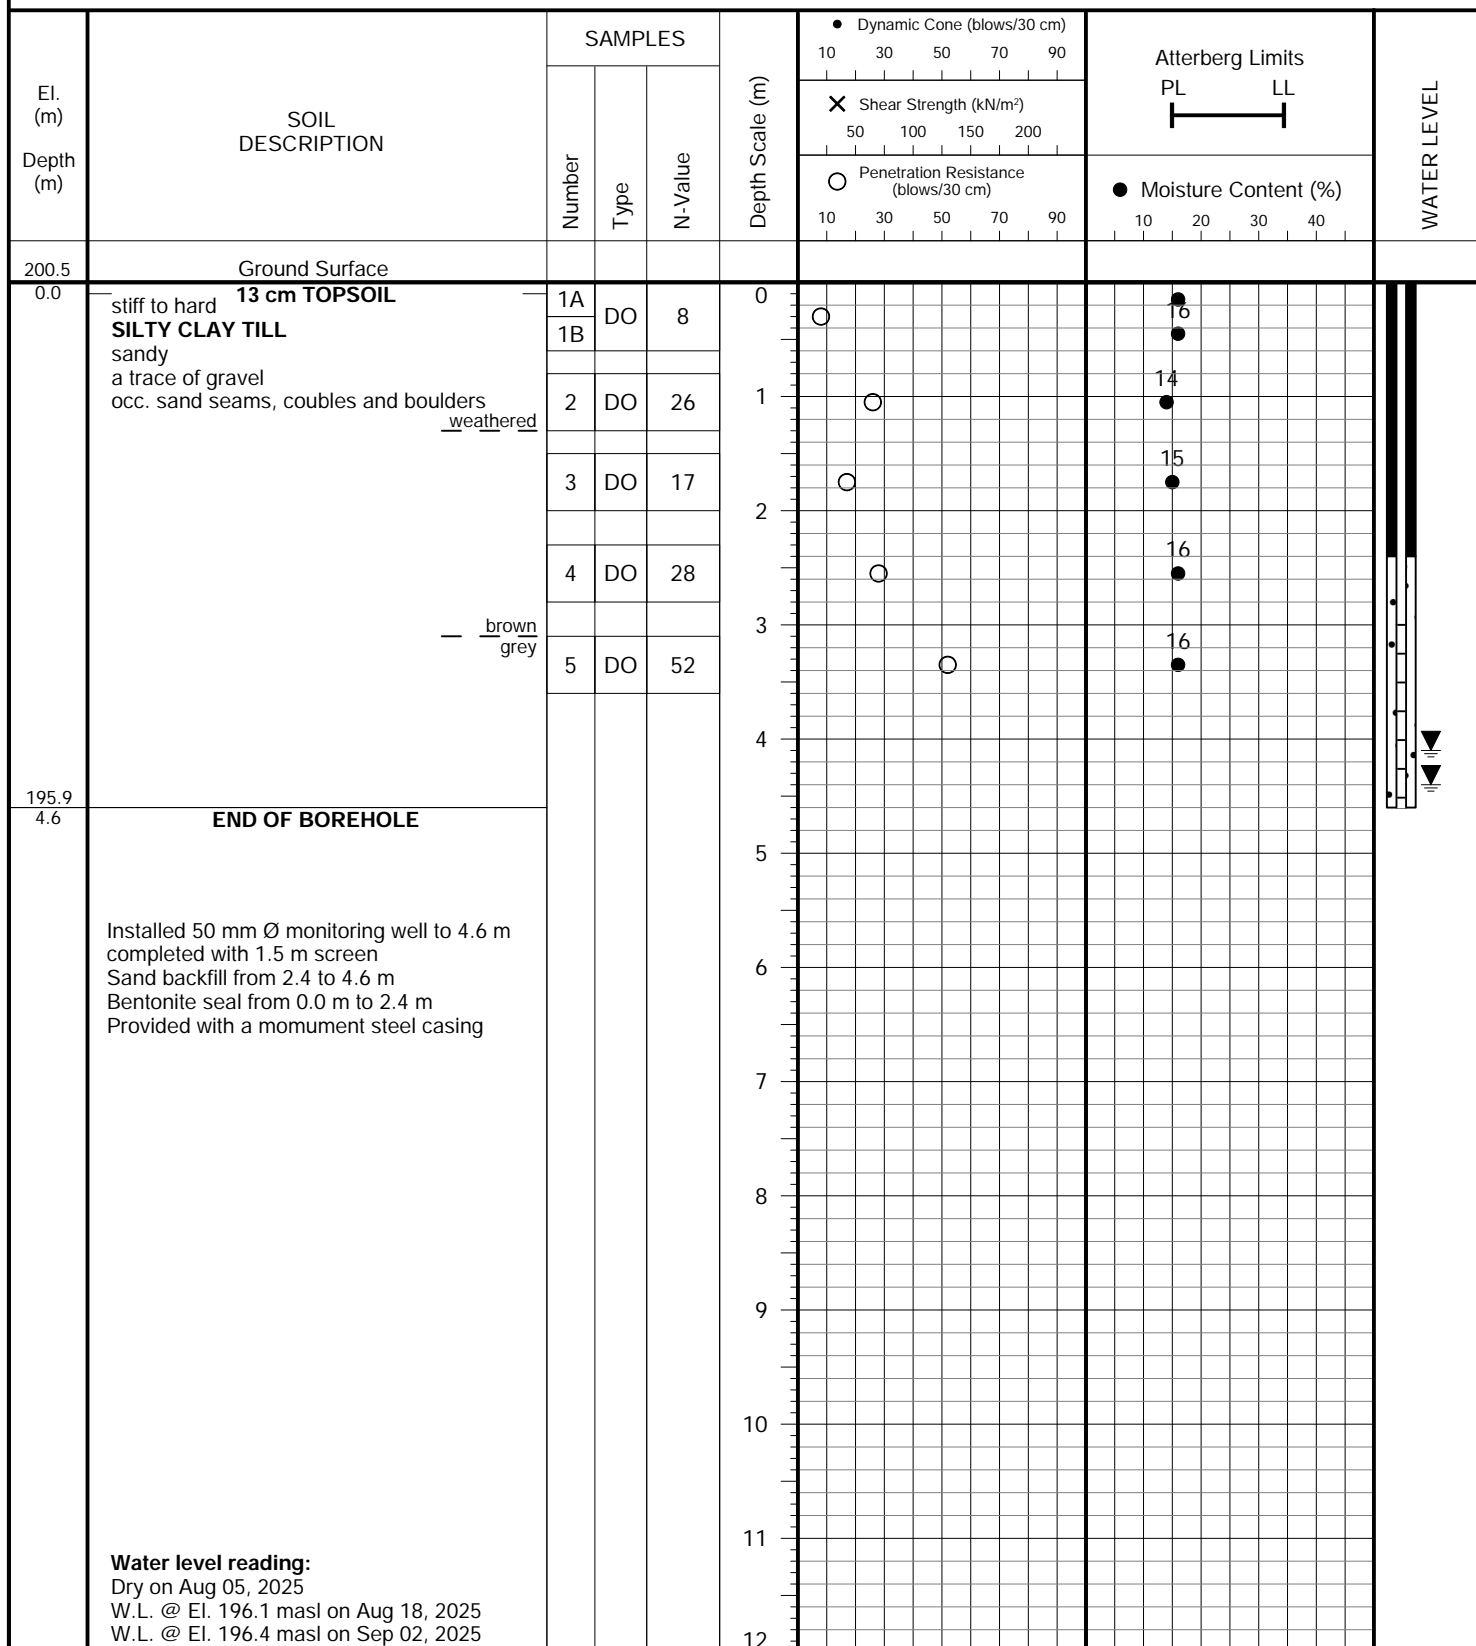 El.
(m)
Depth
(m)
SOIL
DESCRIPTION
SAMPLES
Number
Type
N-Value
Depth Scale (m)
Dynamic Cone (blows/30 cm)
10 30 50 70 90
Shear Strength (kN/m²)
50 100 150 200
Penetration Resistance
(blows/30 cm)
10 30 50 70 90
Atterberg Limits
PL LL
Moisture Content (%)
10 20 30 40
WATER LEVEL
200.5 Ground Surface
0.0 13 cm TOPSOIL
stiff to hard
SILTY CLAY TILL
sandy
a trace of gravel
occ. sand seams, coubles and boulders
weathered
brown
grey
1A DO 8
1B
2 DO 26
3 DO 17
4 DO 28
5 DO 52
0
1
2
3
4
5
6
7
8
9
10
11
12
16
14
15
16
16
195.9
4.6 END OF BOREHOLE
Installed 50 mm Ø monitoring well to 4.6 m
completed with 1.5 m screen
Sand backfill from 2.4 to 4.6 m
Bentonite seal from 0.0 m to 2.4 m
Provided with a momument steel casing
Water level reading:
Dry on Aug 05, 2025
W.L. @ El. 196.1 masl on Aug 18, 2025
W.L. @ El. 196.4 masl on Sep 02, 2025